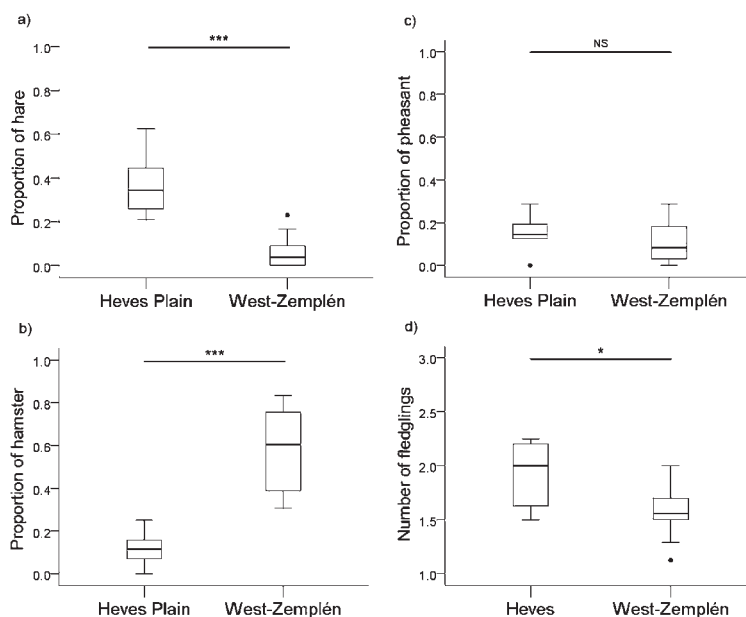 a)
***
1.0
0.8
0.6
0.4
0.2
0.0
Proportion of hare
Heves Plain West-Zemplén
b)
***
1.0
0.8
0.6
0.4
0.2
0.0
Proportion of hamster
Heves Plain West-Zemplén
c)
NS
1.0
0.8
0.6
0.4
0.2
0.0
Proportion of pheasant
Heves Plain West-Zemplén
d)
*
3.0
2.5
2.0
1.5
1.0
Number of fledglings
Heves West-Zemplén